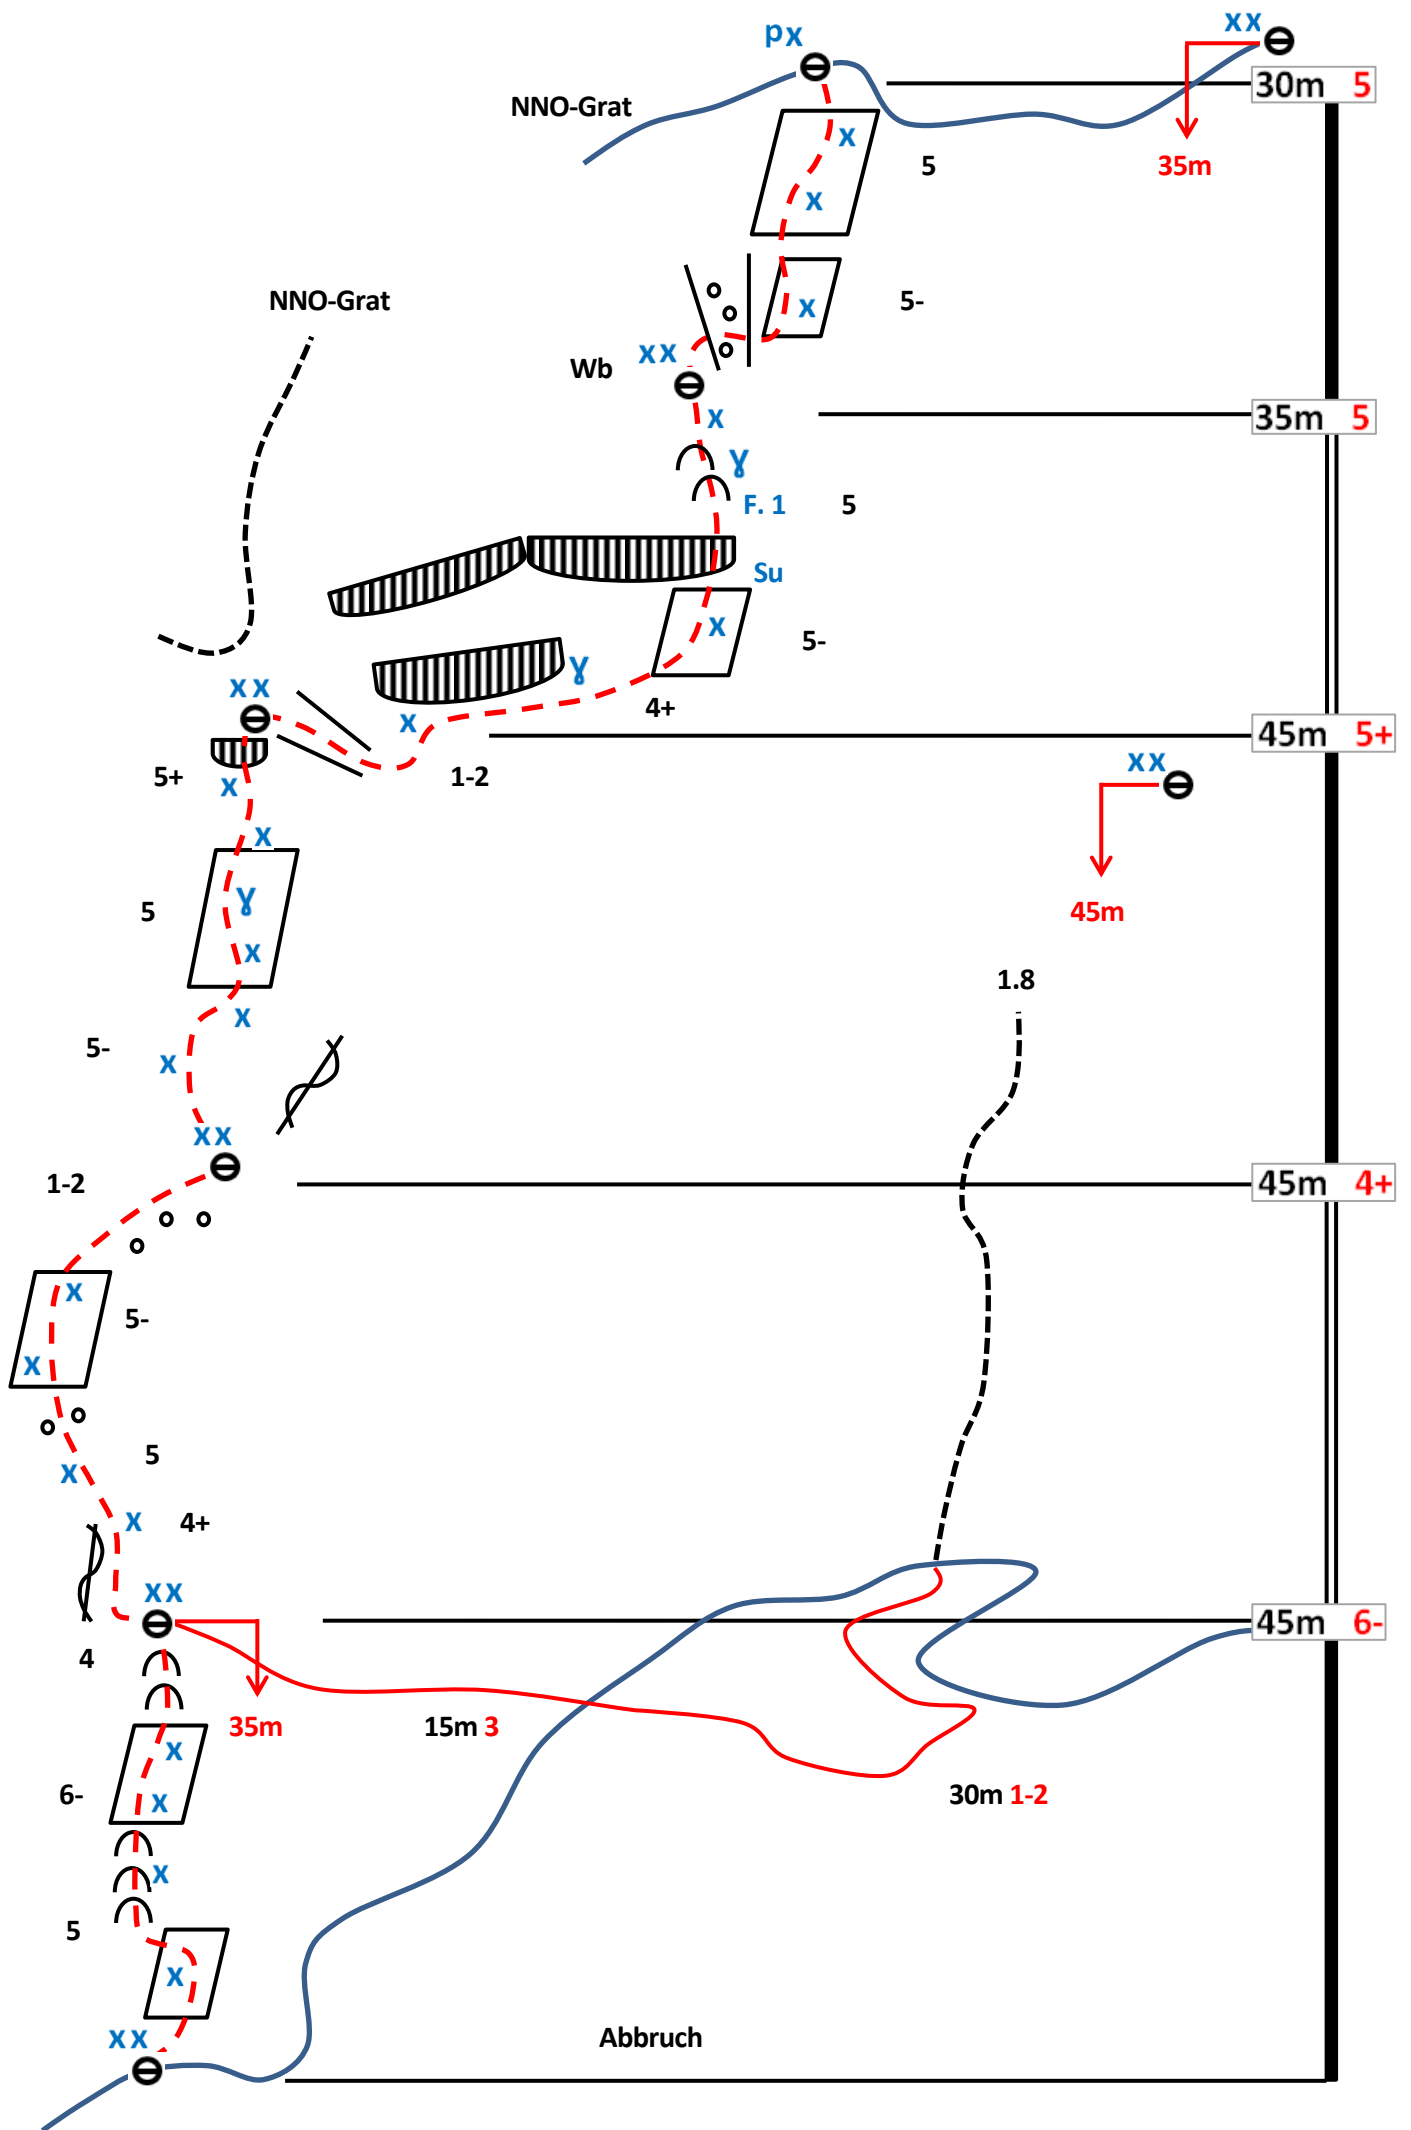 xx
px
30m 5
NNO-Grat
x
35m
5
x
NNO-Grat
5-
x
xx
Wb
35m 5
x
Ɣ
F. 1
5
Su
x
5-
Ɣ
xx
4+
x
45m 5+
xx
5+
1-2
x
x
Ɣ
5
45m
x
1.8
x
5-
x
xx
1-2
45m 4+
x
5-
x
5
x
x
4+
xx
45m 6-
4
35m
15m 3
x
6-
x
30m 1-2
x
5
x
xx
Abbruch